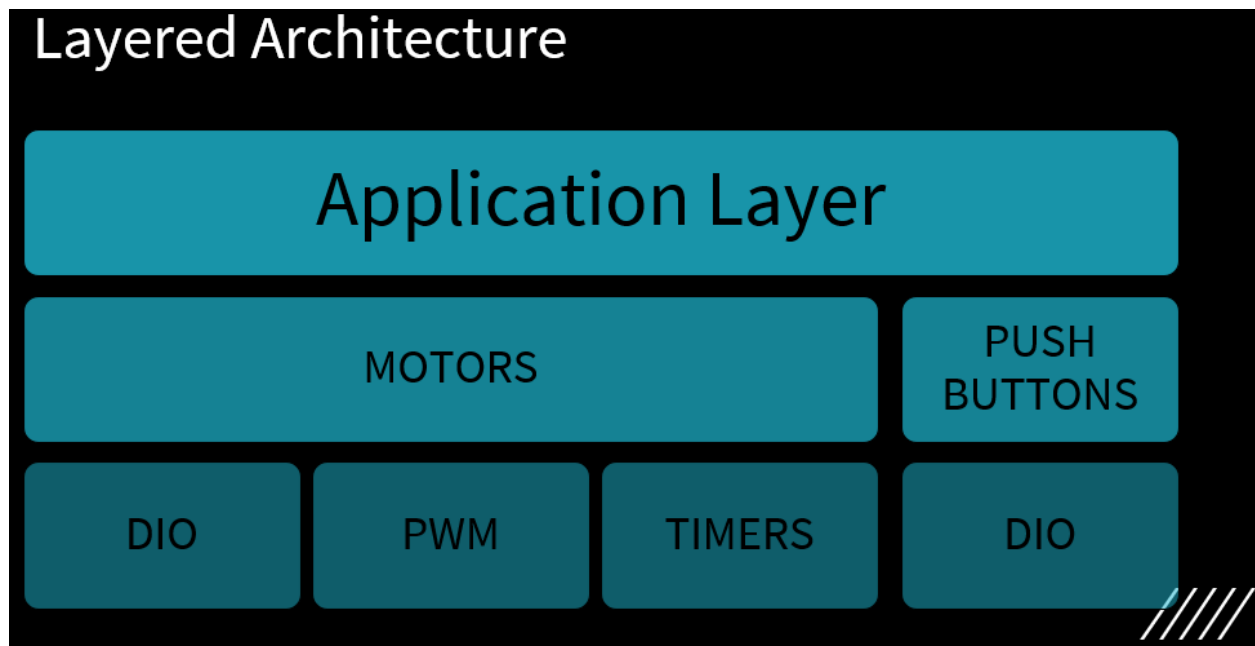 Layered Architecture
Application Layer
MOTORS
PUSH
BUTTONS
DIO
PWM
TIMERS
DIO